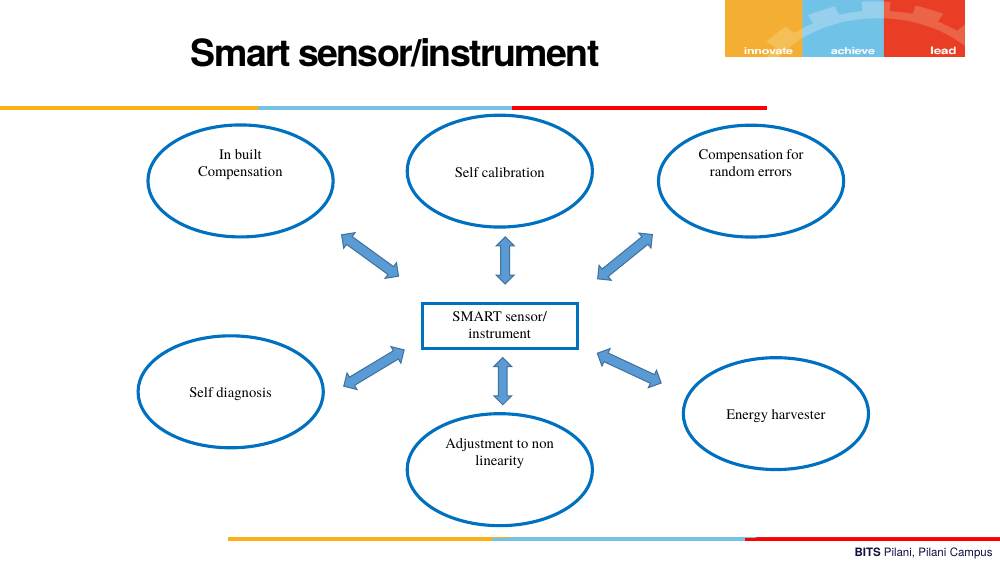 Smart sensor/instrument
innovate achieve lead
In built
Compensation
Self calibration
Compensation for
random errors
SMART sensor/
instrument
Self diagnosis
Adjustment to non
linearity
Energy harvester
BITS Pilani, Pilani Campus